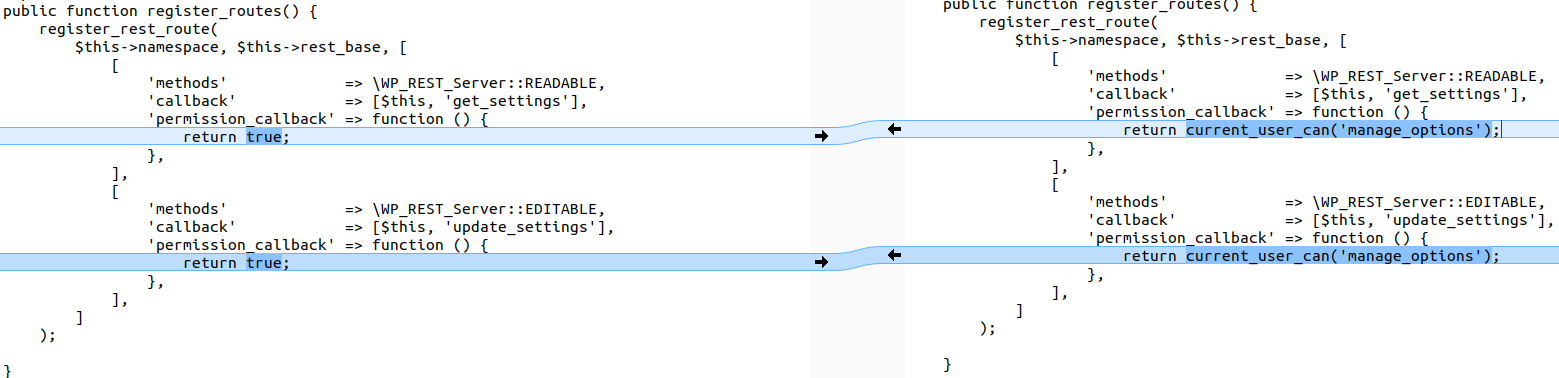 public function register_routes() {
    register_rest_route(
        $this->namespace, $this->rest_base, [
            [
                'methods'             => \WP_REST_Server::READABLE,
                'callback'            => [$this, 'get_settings'],
                'permission_callback' => function () {
                    return true;
                },
            ],
            [
                'methods'             => \WP_REST_Server::EDITABLE,
                'callback'            => [$this, 'update_settings'],
                'permission_callback' => function () {
                    return true;
                },
            ],
        ]
    );

}
public function register_routes() {
    register_rest_route(
        $this->namespace, $this->rest_base, [
            [
                'methods'             => \WP_REST_Server::READABLE,
                'callback'            => [$this, 'get_settings'],
                'permission_callback' => function () {
                    return current_user_can('manage_options');
                },
            ],
            [
                'methods'             => \WP_REST_Server::EDITABLE,
                'callback'            => [$this, 'update_settings'],
                'permission_callback' => function () {
                    return current_user_can('manage_options');
                },
            ],
        ]
    );

}